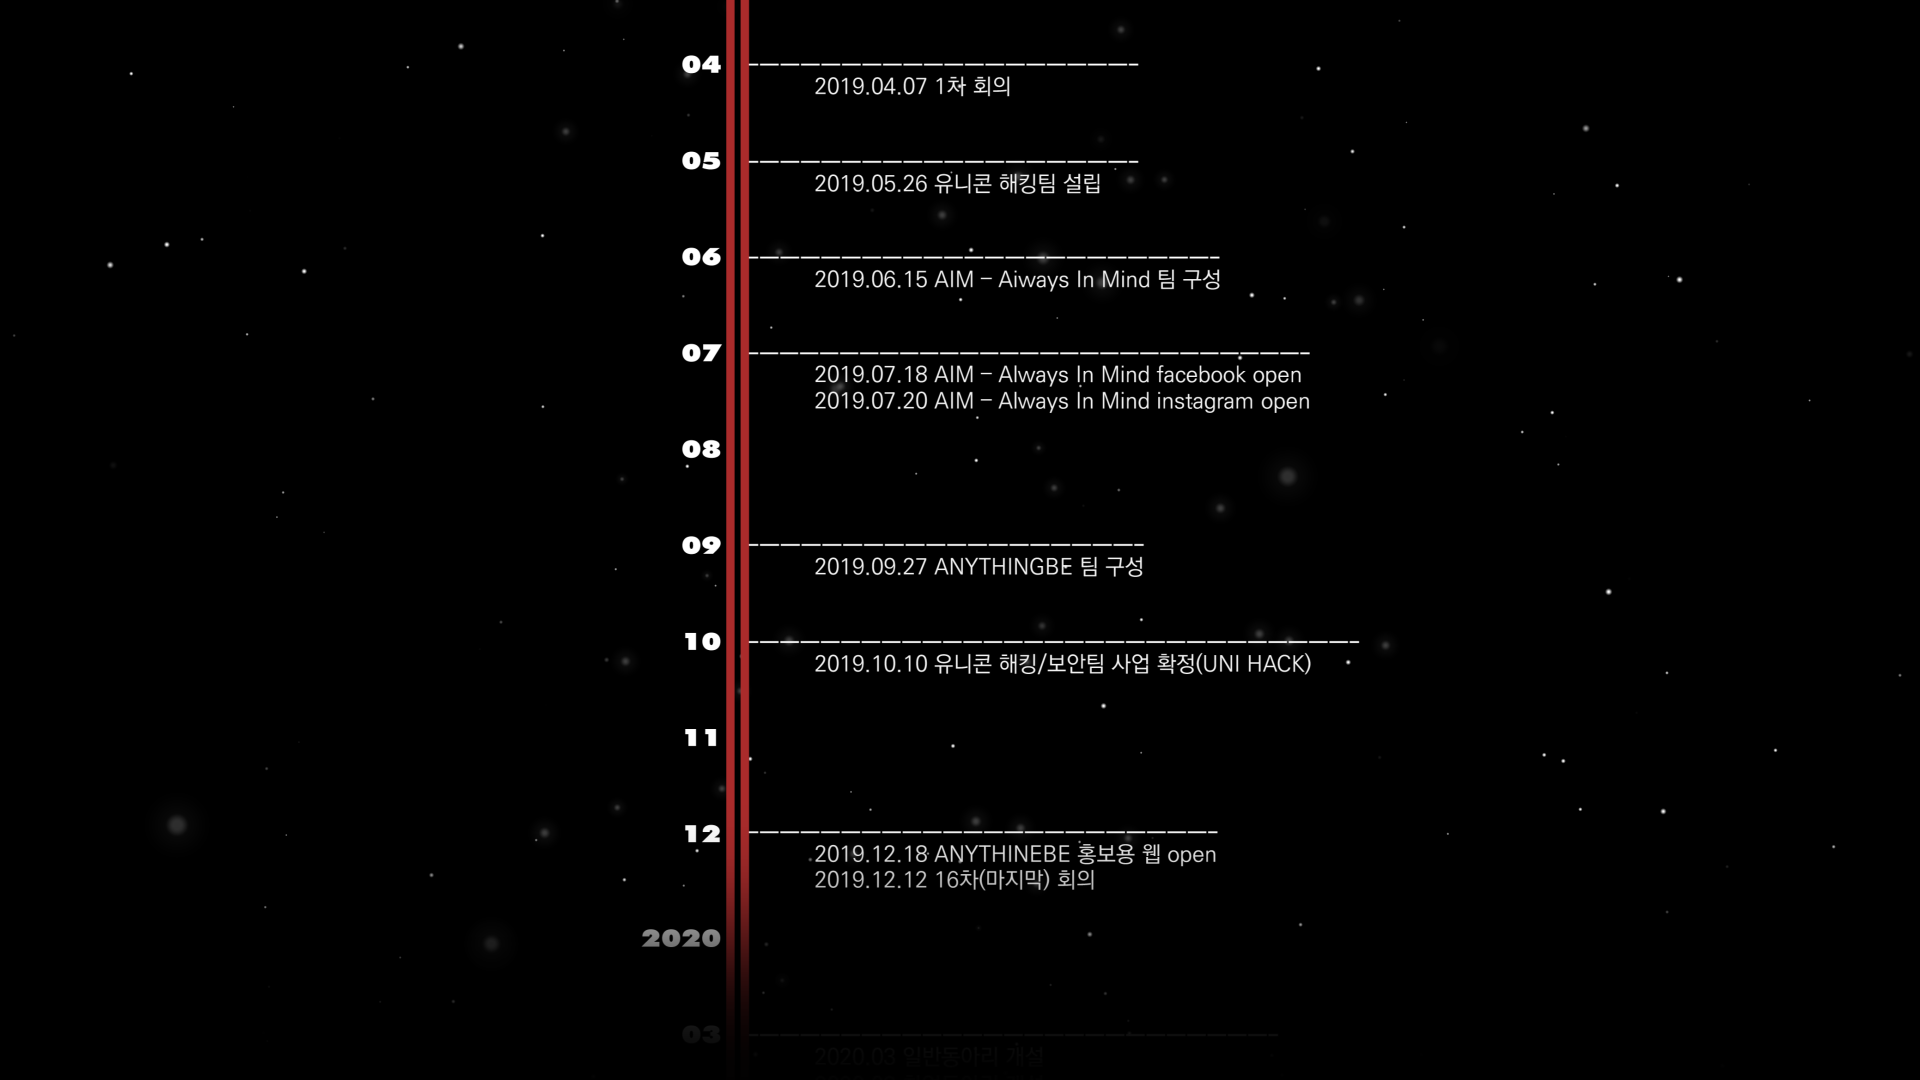 04
2019.04.07 1차 회의
05
2019.05.26 유니콘 해킹팀 설립
06
2019.06.15 AIM – Aiways In Mind 팀 구성
07
2019.07.18 AIM – Always In Mind facebook open
2019.07.20 AIM – Always In Mind instagram open
08
09
2019.09.27 ANYTHINGBE 팀 구성
10
2019.10.10 유니콘 해킹/보안팀 사업 확정(UNI HACK)
11
12
2019.12.18 ANYTHINEBE 홍보용 웹 open
2019.12.12 16차(마지막) 회의
2020
03
2020.03 일반동아리 개설